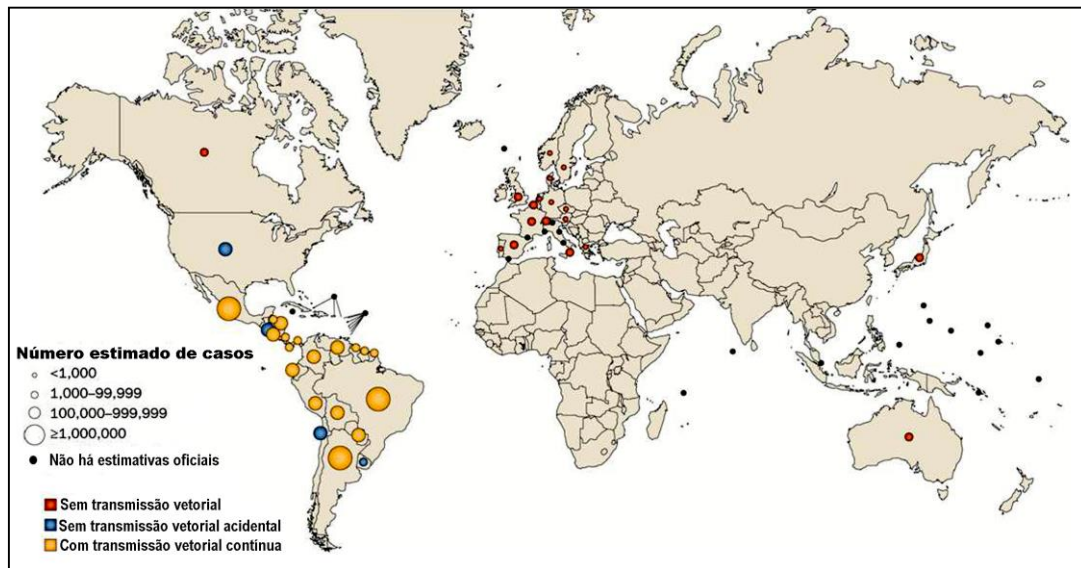 Número estimado de casos
<1,000
1,000–99,999
100,000–999,999
≥1,000,000
Não há estimativas oficiais
Sem transmissão vetorial
Sem transmissão vetorial acidental
Com transmissão vetorial contínua